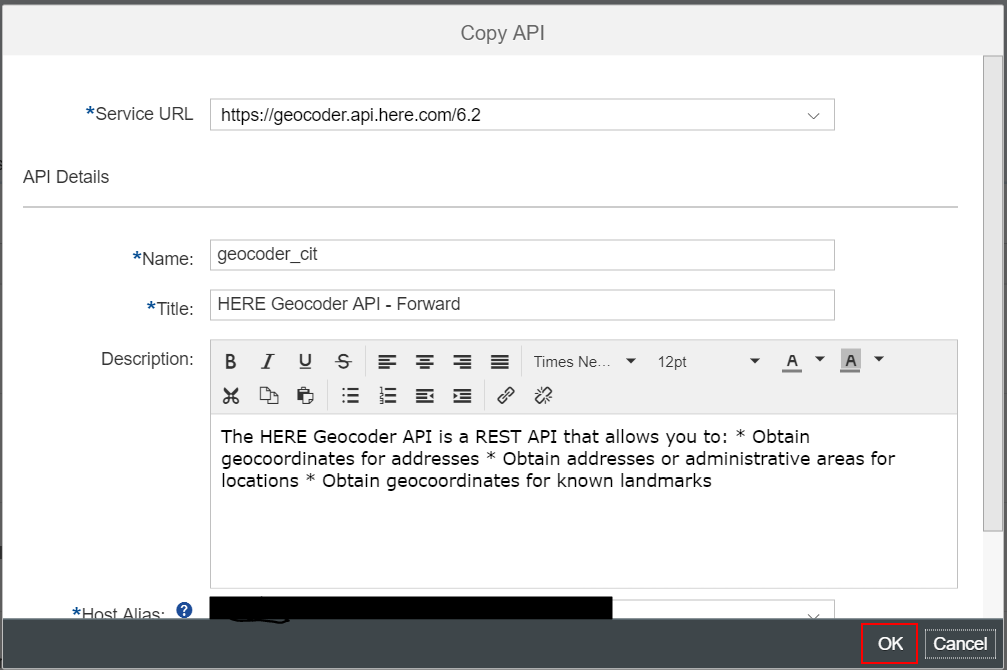 Copy API
*Service URL https://geocoder.api.here.com/6.2
API Details
*Name: geocoder_cit
*Title: HERE Geocoder API - Forward
Description: B I U S Times Ne... 12pt A A
The HERE Geocoder API is a REST API that allows you to: * Obtain
geocoordinates for addresses * Obtain addresses or administrative areas for
locations * Obtain geocoordinates for known landmarks
*Host Alias: ?
OK Cancel